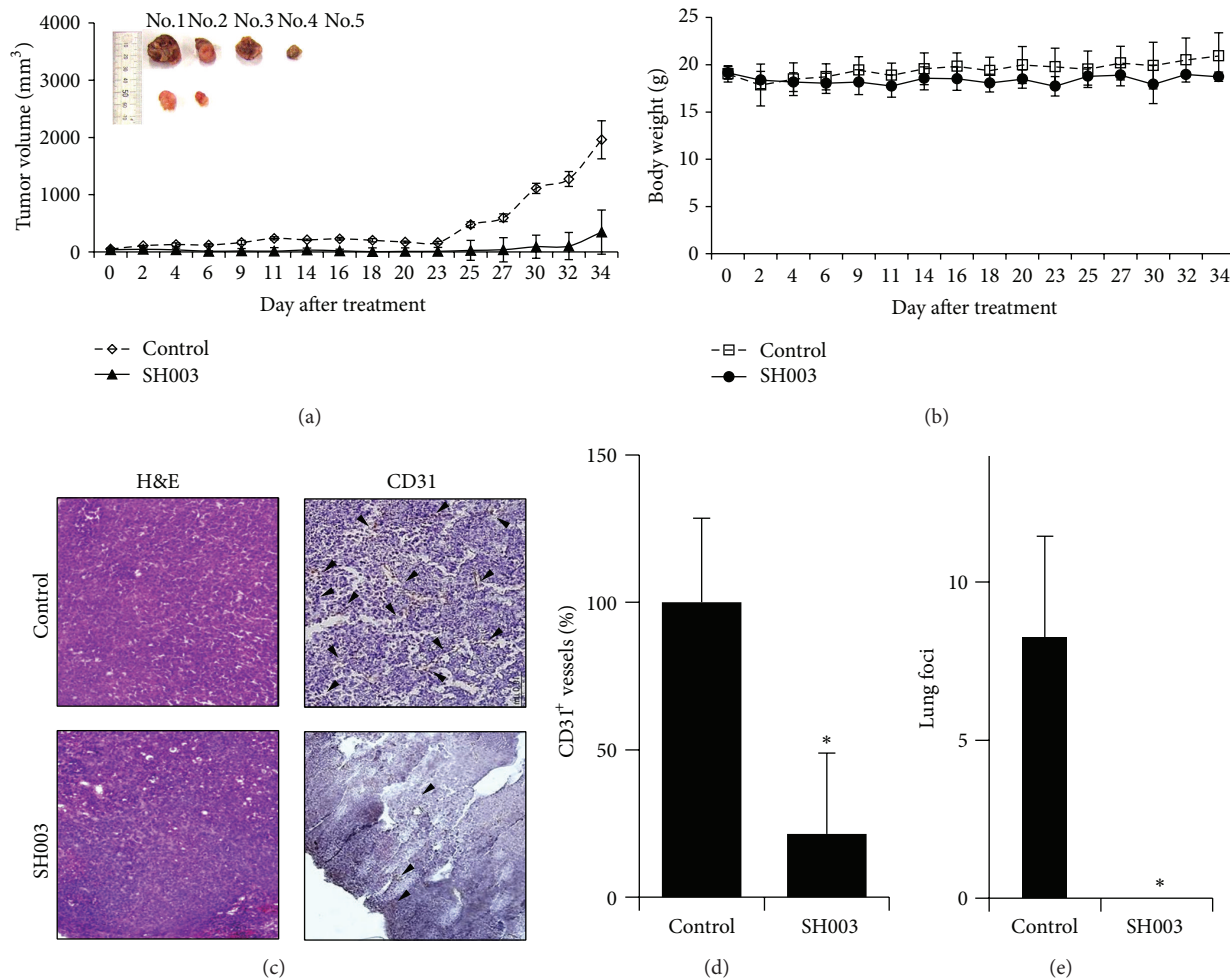 No.1 No.2 No.3 No.4 No.5
Tumor volume (mm³)
4000
3000
2000
1000
0
0 2 4 6 9 11 14 16 18 20 23 25 27 30 32 34
Day after treatment
Control
SH003
(a)
Body weight (g)
25
20
15
10
5
0
0 2 4 6 9 11 14 16 18 20 23 25 27 30 32 34
Day after treatment
Control
SH003
(b)
H&E CD31
Control
SH003
(c)
CD31⁺ vessels (%)
150
100
50
0
*
Control SH003
(d)
Lung foci
10
5
0
*
Control SH003
(e)